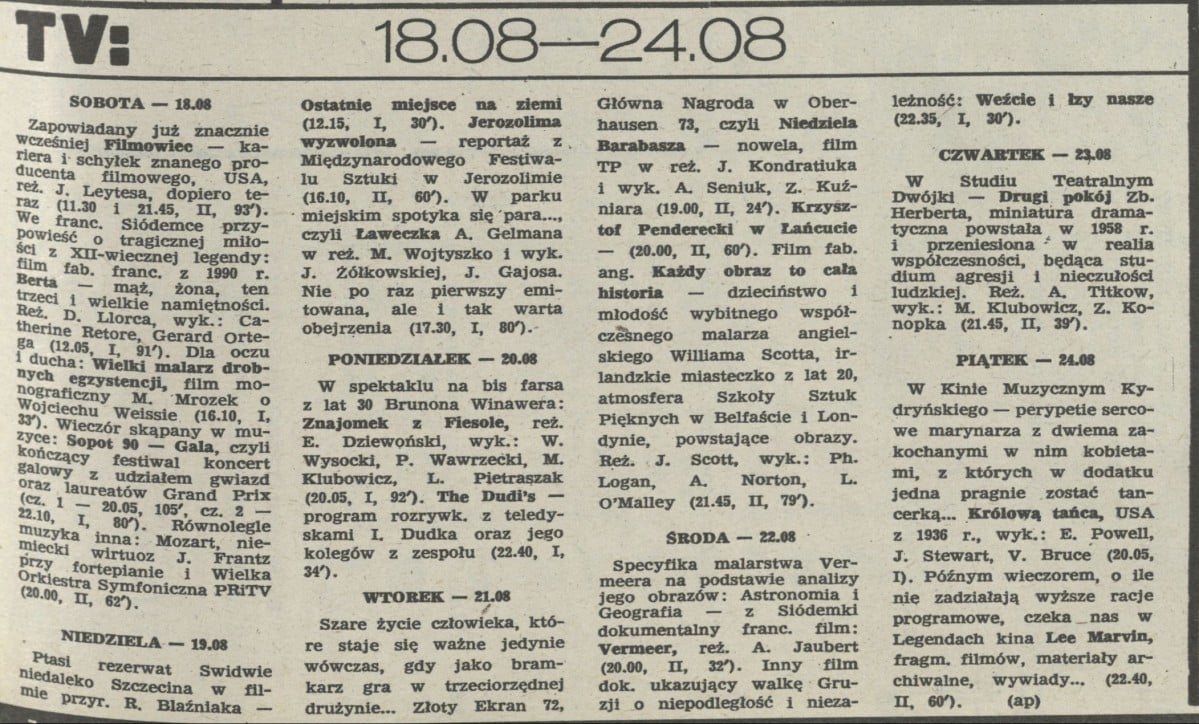 TV:
18.08—24.08
SOBOTA — 18.08
Zapowiadany już znacznie
wcześniej Filmowiec — ka-
riera i schyłek znanego pro-
ducenta filmowego, USA,
reż. J. Leytesa, dopiero te-
raz (11.30 i 21.45, II, 93′).
We franc. Siódemce przy-
powieść o tragicznej miło-
ści z XII-wiecznej legendy:
film fab. franc. z 1990 r.
Berta — mąż, żona, ten
trzeci i wielkie namiętności.
Reż. D. Llorca, wyk.: Ca-
therine Retore, Gerard Orte-
ga (12.05, I, 91′). Dla oczu
i ducha: Wielki malarz drob-
nych egzystencji, film mo-
nograficzny M. Mrozek o
Wojciechu Weissie (16.10, I,
33′). Wieczór skąpany w mu-
zyce: Sopot 90 — Gala, czyli
kończący festiwal koncert
galowy z udziałem gwiazd
oraz laureatów Grand Prix
(cz. 1 — 20.05, 105′, cz. 2 —
22.10, I, 80′). Równolegle
muzyka inna: Mozart, nie-
miecki wirtuoz J. Frantz
przy fortepianie i Wielka
Orkiestra Symfoniczna PRiTV
(20.00, II, 62′).
NIEDZIELA — 19.08
Ptasi rezerwat Swidwie
niedaleko Szczecina w fil-
mie przyr. R. Blaźniaka —
Ostatnie miejsce na ziemi
(12.15, I, 30′). Jerozolima
wyzwolona — reportaż z
Międzynarodowego Festiwa-
lu Sztuki w Jerozolimie
(16.10, II, 60′). W parku
miejskim spotyka się para...,
czyli Ławeczka A. Gelmana
w reż. M. Wojtyszko i wyk.
J. Żółkowskiej, J. Gajosa.
Nie po raz pierwszy emi-
towana, ale i tak warta
obejrzenia (17.30, I, 80′).
PONIEDZIAŁEK — 20.08
W spektaklu na bis farsa
z lat 30 Brunona Winawera:
Znajomek z Fiesole, reż.
E. Dziewoński, wyk.: W.
Wysocki, P. Wawrzecki, M.
Klubowicz, L. Pietraszak
(20.05, I, 92′). The Dudi's —
program rozrywk. z teledy-
skami I. Dudka oraz jego
kolegów z zespołu (22.40, I,
34′).
WTOREK — 21.08
Szare życie człowieka, któ-
re staje się ważne jedynie
wówczas, gdy jako bram-
karz gra w trzeciorzędnej
drużynie... Złoty Ekran 72,
Główna Nagroda w Ober-
hausen 73, czyli Niedziela
Barabasza — nowela, film
TP w reż. J. Kondratiuka
i wyk. A. Seniuk, Z. Kuź-
niara (19.00, II, 24′). Krzysz-
tof Penderecki w Łańcucie
— (20.00, II, 60′). Film fab.
ang. Każdy obraz to cała
historia — dzieciństwo i
młodość wybitnego współ-
czesnego malarza angiel-
skiego Williama Scotta, ir-
landzkie miasteczko z lat 20,
atmosfera Szkoły Sztuk
Pięknych w Belfaście i Lon-
dynie, powstające obrazy.
Reż. J. Scott, wyk.: Ph.
Logan, A. Norton, L.
O'Malley (21.45, II, 79′).
ŚRODA — 22.08
Specyfika malarstwa Ver-
meera na podstawie analizy
jego obrazów: Astronomia i
Geografia — z Siódemki
dokumentalny franc. film:
Vermeer, reż. A. Jaubert
(20.00, II, 32′). Inny film
dok. ukazujący walkę Gru-
zji o niepodległość i nieza-
leżność: Weźcie i łzy nasze
(22.35, I, 30′).
CZWARTEK — 23.08
W Studiu Teatralnym
Dwójki — Drugi pokój Zb.
Herberta, miniatura drama-
tyczna powstała w 1958 r.
i przeniesiona w realia
współczesności, będąca stu-
dium agresji i nieczułości
ludzkiej. Reż. A. Titkow,
wyk.: M. Klubowicz, Z. Ko-
nopka (21.45, II, 39′).
PIĄTEK — 24.08
W Kinie Muzycznym Ky-
dryńskiego — perypetie serco-
we marynarza z dwiema za-
kochanymi w nim kobieta-
mi, z których w dodatku
jedna pragnie zostać tan-
cerką... Królową tańca, USA
z 1936 r., wyk.: E. Powell,
J. Stewart, V. Bruce (20.05,
I). Późnym wieczorem, o ile
nie zadziałają wyższe racje
programowe, czeka nas w
Legendach kina Lee Marvin,
fragm. filmów, materiały ar-
chiwalne, wywiady... (22.40,
II, 60′). (ap)